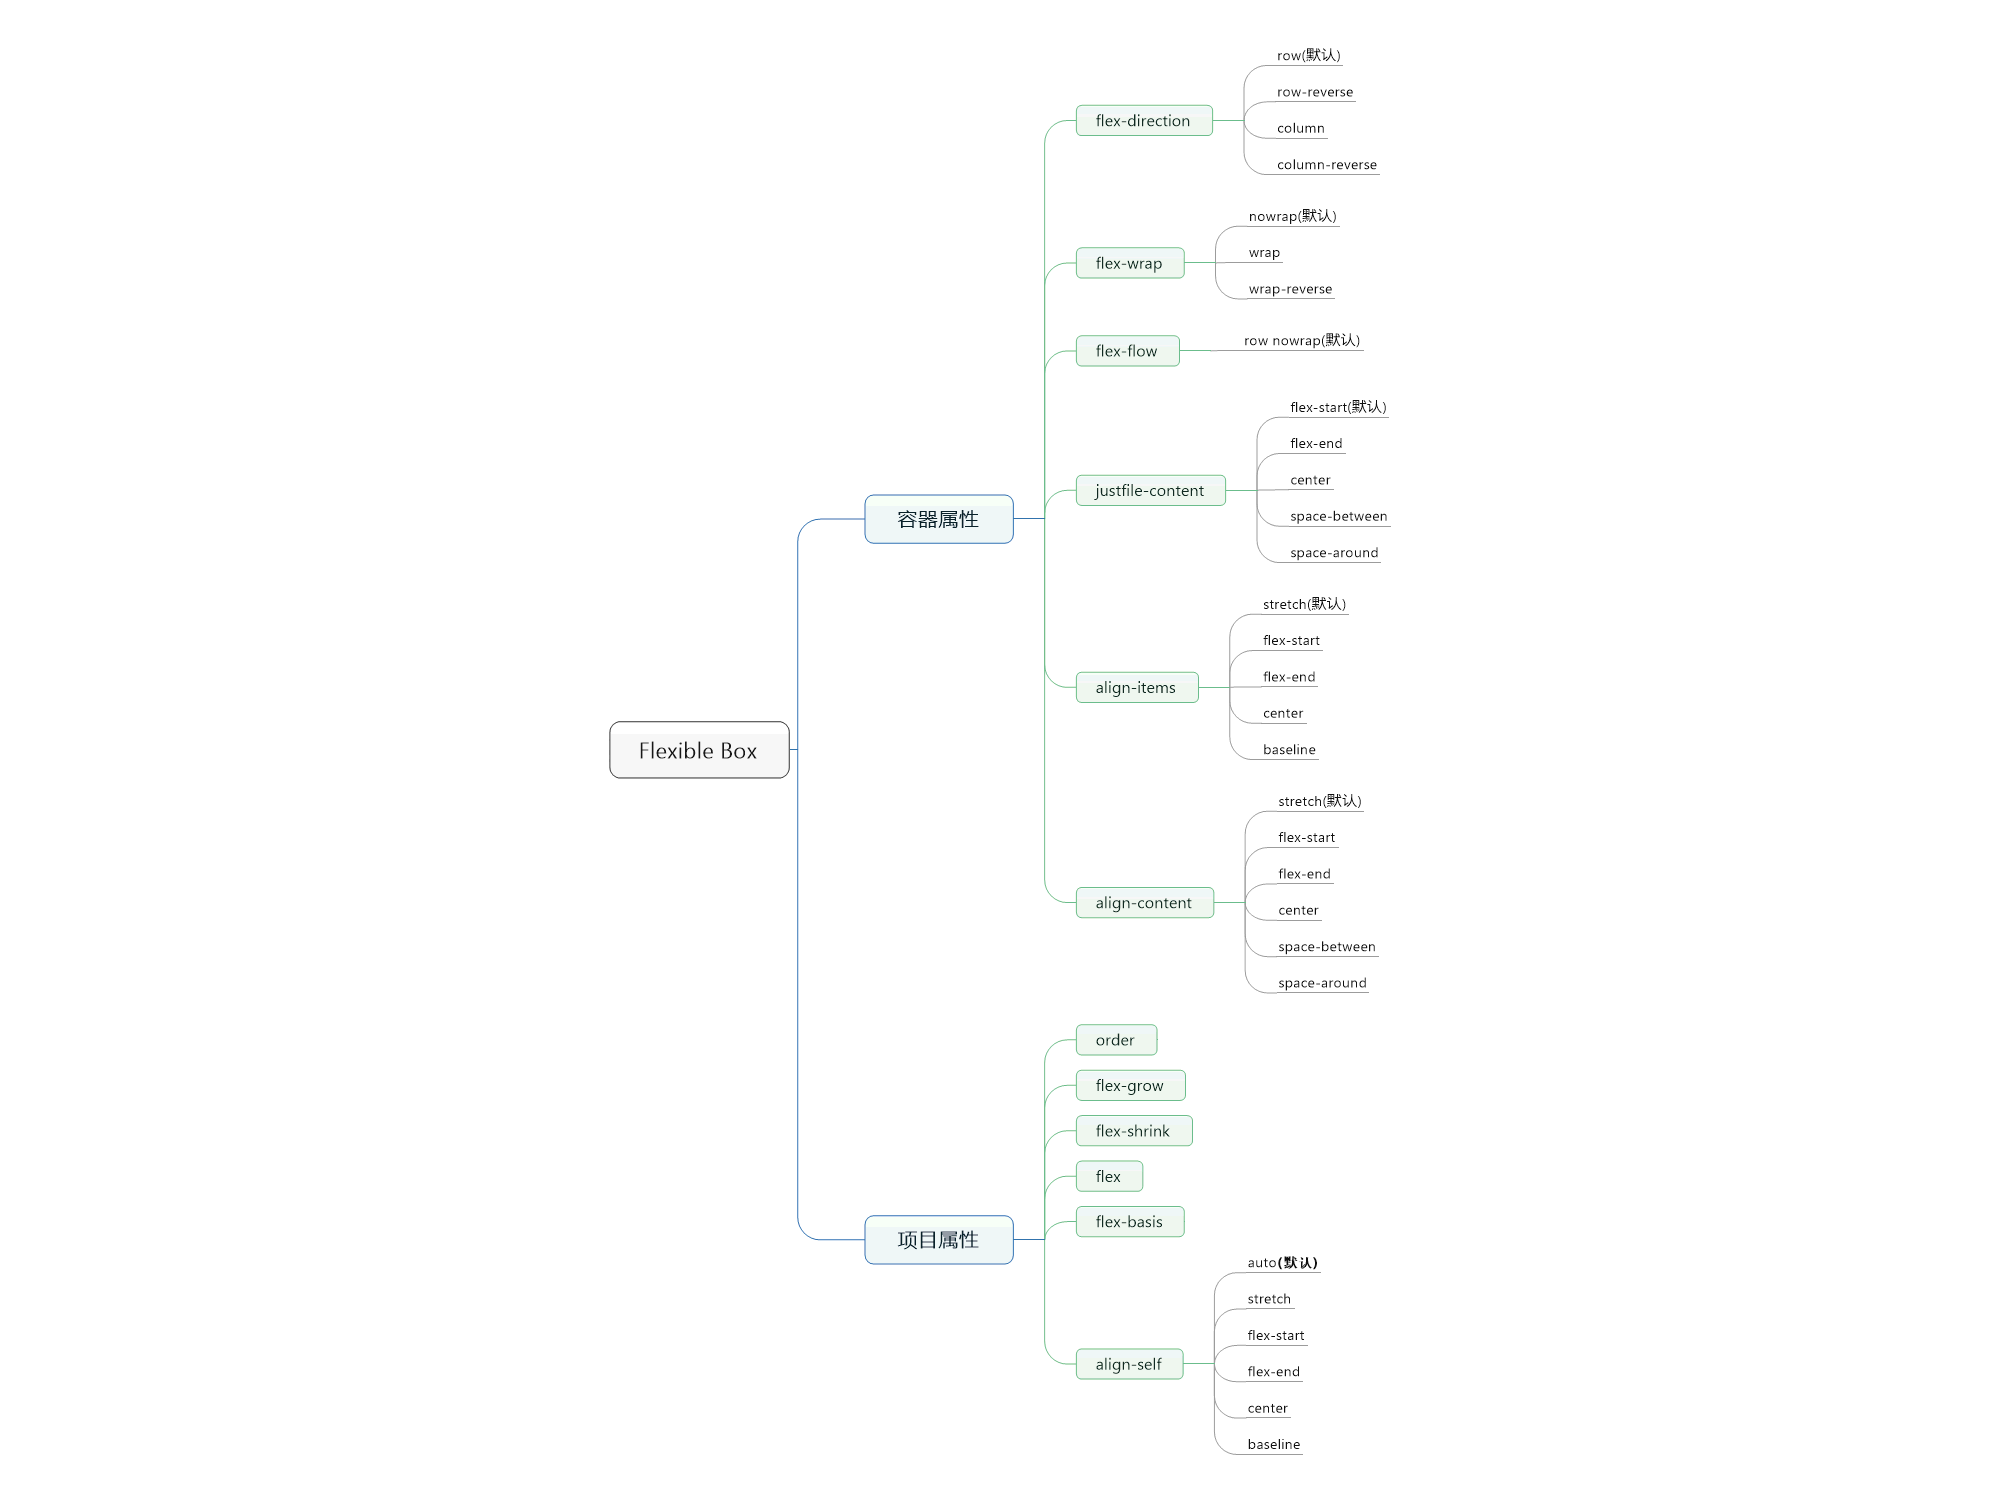 Flexible Box
容器属性
flex-direction
row(默认)
row-reverse
column
column-reverse
flex-wrap
nowrap(默认)
wrap
wrap-reverse
flex-flow
row nowrap(默认)
justfile-content
flex-start(默认)
flex-end
center
space-between
space-around
align-items
stretch(默认)
flex-start
flex-end
center
baseline
align-content
stretch(默认)
flex-start
flex-end
center
space-between
space-around
项目属性
order
flex-grow
flex-shrink
flex
flex-basis
align-self
auto(默认)
stretch
flex-start
flex-end
center
baseline